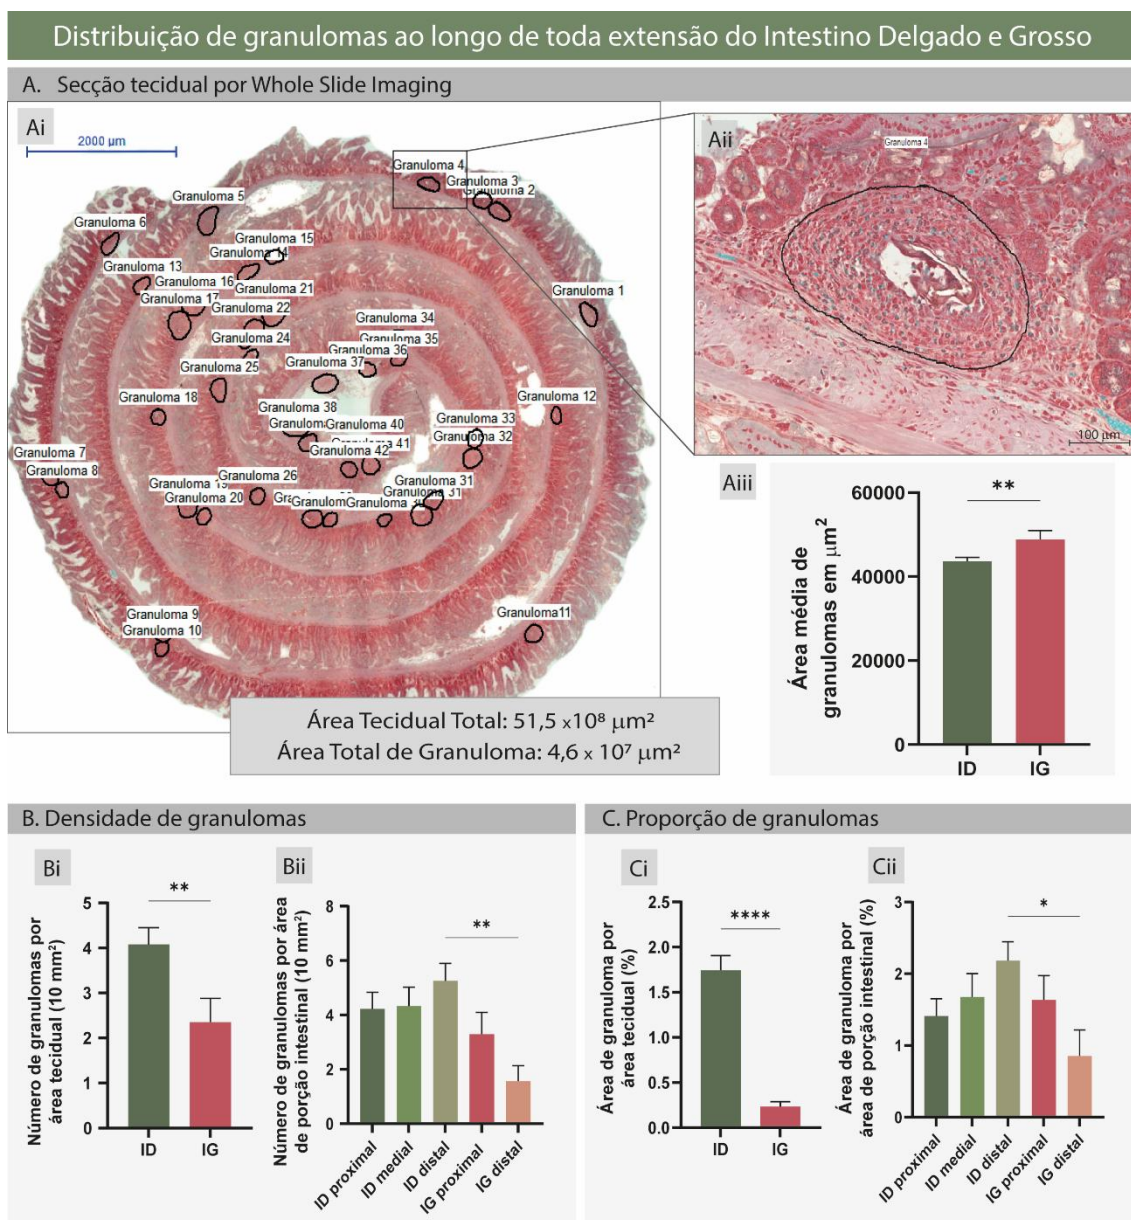 Distribuição de granulomas ao longo de toda extensão do Intestino Delgado e Grosso
A. Secção tecidual por Whole Slide Imaging
Ai
2000 µm
Granuloma 4
Granuloma 3
Granuloma 2
Granuloma 5
Granuloma 6
Granuloma 15
Granuloma 13
Granuloma 16
Granuloma 21
Granuloma 1
Granuloma 17
Granuloma 22
Granuloma 34
Granuloma 24
Granuloma 35
Granuloma 36
Granuloma 25
Granuloma 37
Granuloma 18
Granuloma 38
Granuloma 12
Granuloma 33
Granuloma 40
Granuloma 32
Granuloma 42
Granuloma 7
Granuloma 8
Granuloma 26
Granuloma 31
Granuloma 20
Granuloma 9
Granuloma 10
Granuloma11
Área Tecidual Total: 51,5 x10⁸ µm²
Área Total de Granuloma: 4,6 x 10⁷ µm²
Aii
Granuloma 4
100 µm
Aiii
Área média de
granulomas em µm²
60000
40000
20000
0
**
ID
IG
B. Densidade de granulomas
Bi
Número de granulomas por
área tecidual (10 mm²)
5
4
3
2
1
0
**
ID
IG
Bii
Número de granulomas por área
de porção intestinal (10 mm²)
8
6
4
2
0
**
ID proximal
ID medial
ID distal
IG proximal
IG distal
C. Proporção de granulomas
Ci
Área de granuloma por
área tecidual (%)
2.5
2.0
1.5
1.0
0.5
0.0
****
ID
IG
Cii
Área de granuloma por
área de porção intestinal (%)
3
2
1
0
*
ID proximal
ID medial
ID distal
IG proximal
IG distal